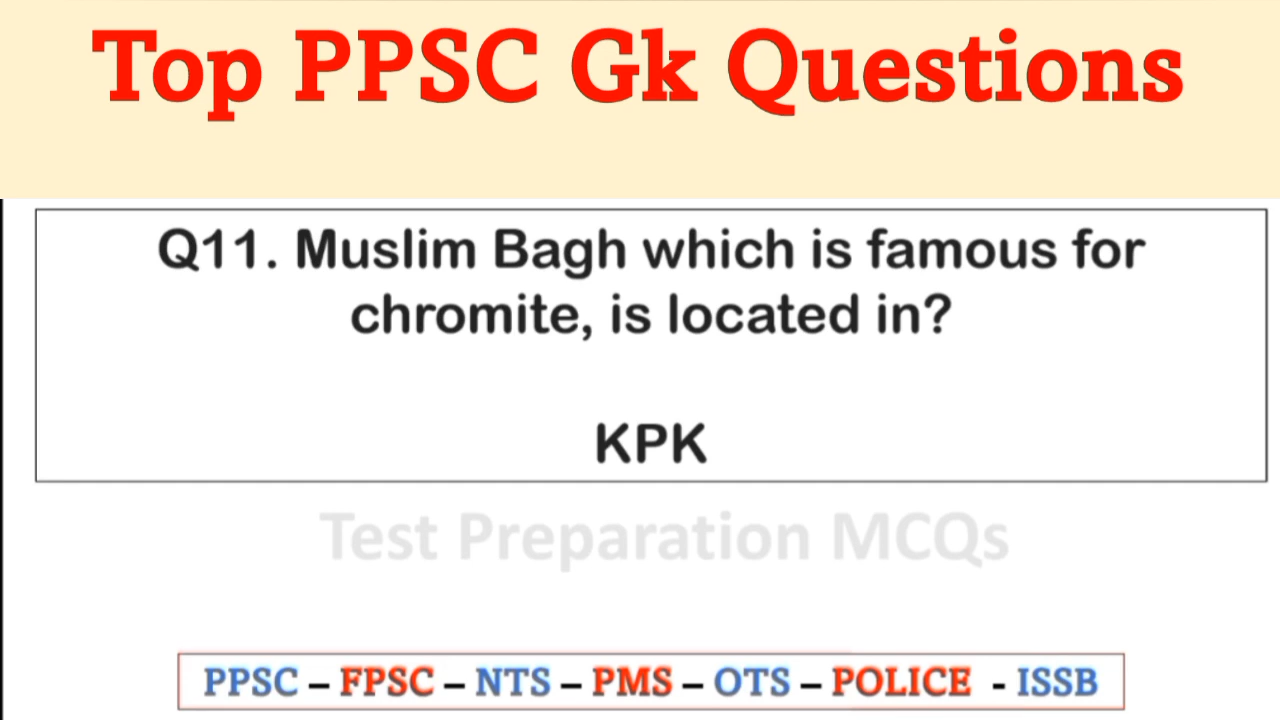 Top PPSC Gk Questions
Q11. Muslim Bagh which is famous for
chromite, is located in?
KPK
Test Preparation MCQs
PPSC – FPSC – NTS – PMS – OTS – POLICE - ISSB